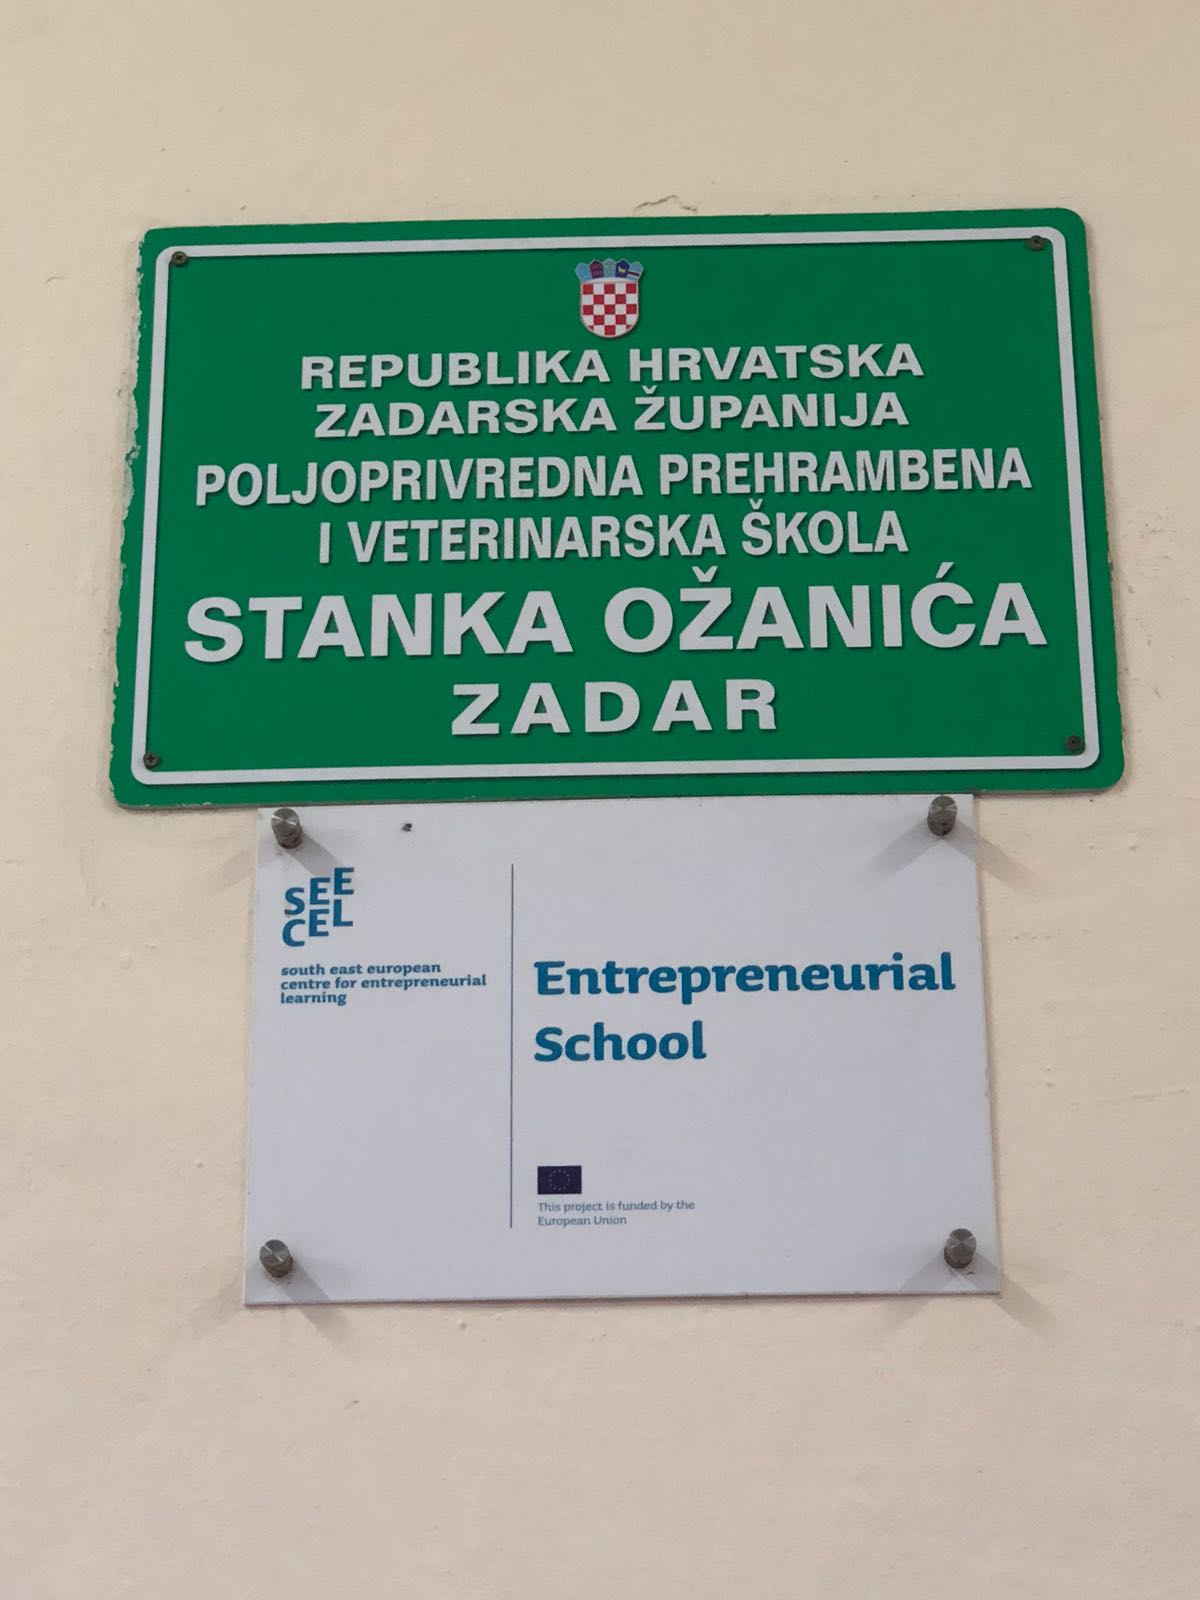 REPUBLIKA HRVATSKA
ZADARSKA ŽUPANIJA
POLJOPRIVREDNA PREHRAMBENA
I VETERINARSKA ŠKOLA
STANKA OŽANIĆA
ZADAR
SEE
CEL
south east european
centre for entrepreneurial
learning
Entrepreneurial
School
This project is funded by the
European Union